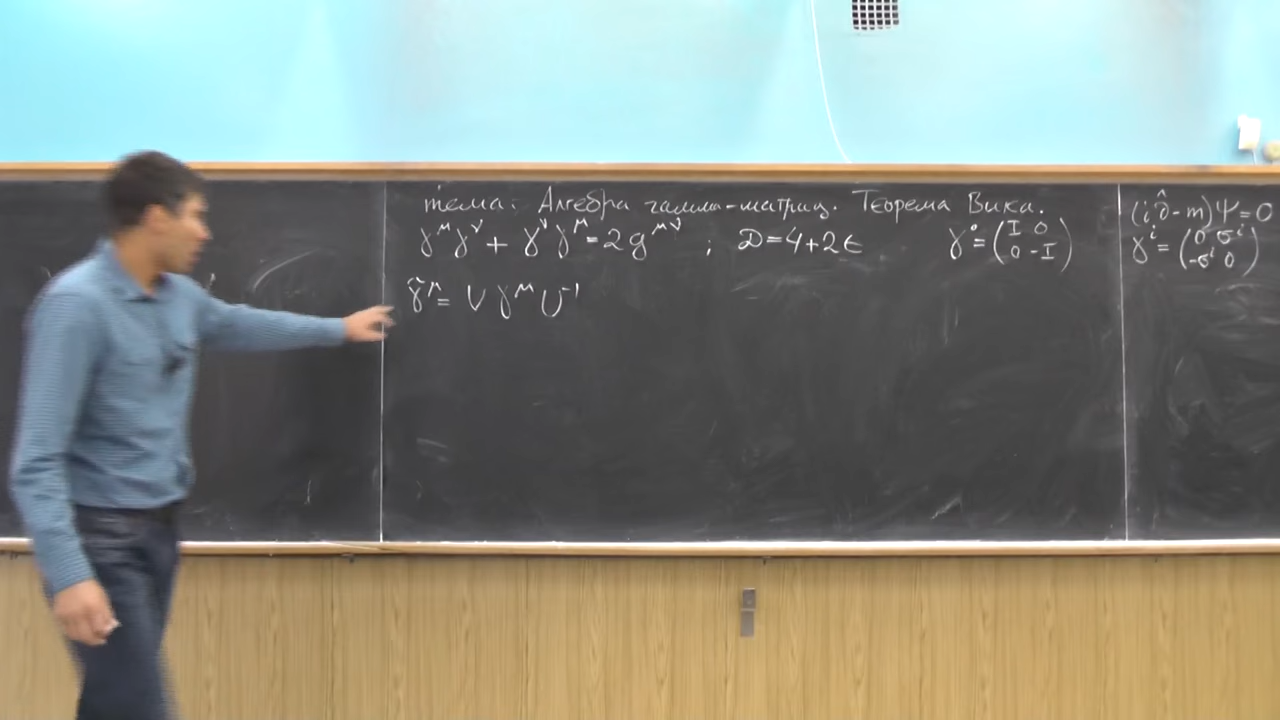 тема: Алгебра гамма-матриц. Теорема Вика.
γ^μ γ^ν + γ^ν γ^μ = 2g^{μν} ; D = 4 + 2ε γ^0 = (I 0
0 -I)
γ̃^μ = U γ^μ U^{-1}
(i∂̂ - m)Ψ = 0
γ^i = (0 σ^i
-σ^i 0)